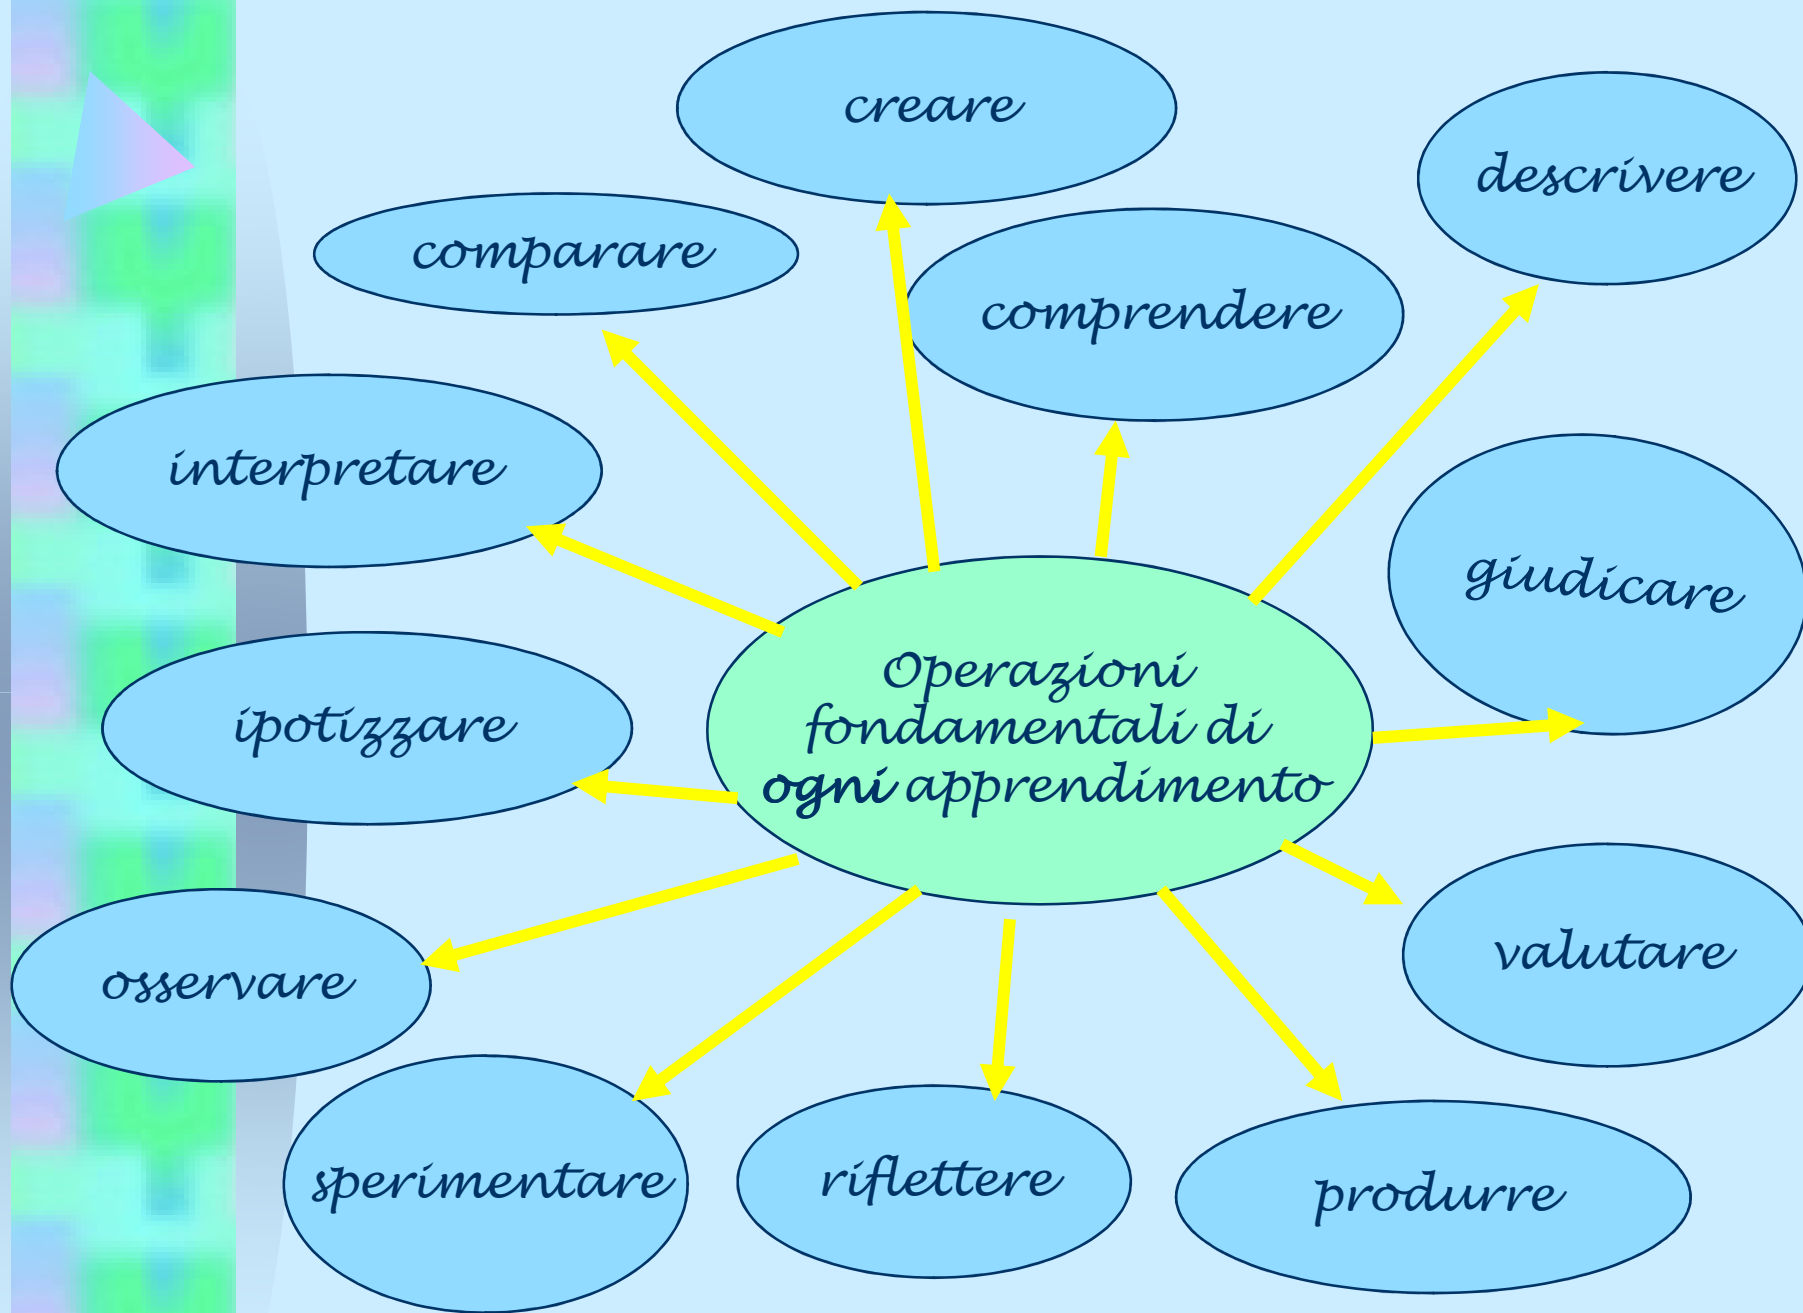 creare
descrivere
comparare
comprendere
interpretare
giudicare
Operazioni
fondamentali di
ogni apprendimento
ipotizzare
valutare
osservare
sperimentare
riflettere
produrre